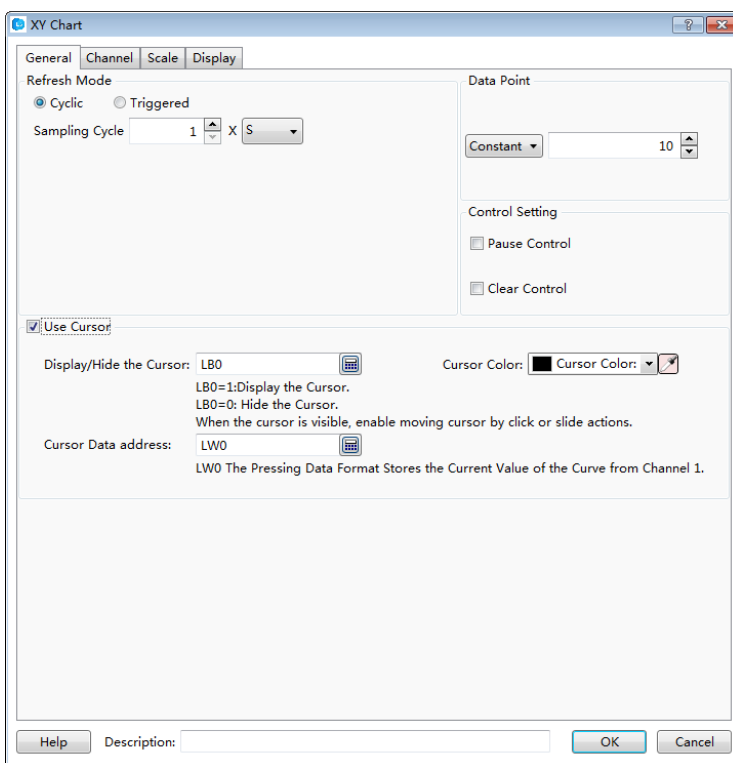 XY Chart
General Channel Scale Display
Refresh Mode
Cyclic Triggered
Sampling Cycle 1 X S
Data Point
Constant 10
Control Setting
Pause Control
Clear Control
Use Cursor
Display/Hide the Cursor: LB0 Cursor Color: Cursor Color:
LB0=1:Display the Cursor.
LB0=0: Hide the Cursor.
When the cursor is visible, enable moving cursor by click or slide actions.
Cursor Data address: LW0
LW0 The Pressing Data Format Stores the Current Value of the Curve from Channel 1.
Help Description: OK Cancel